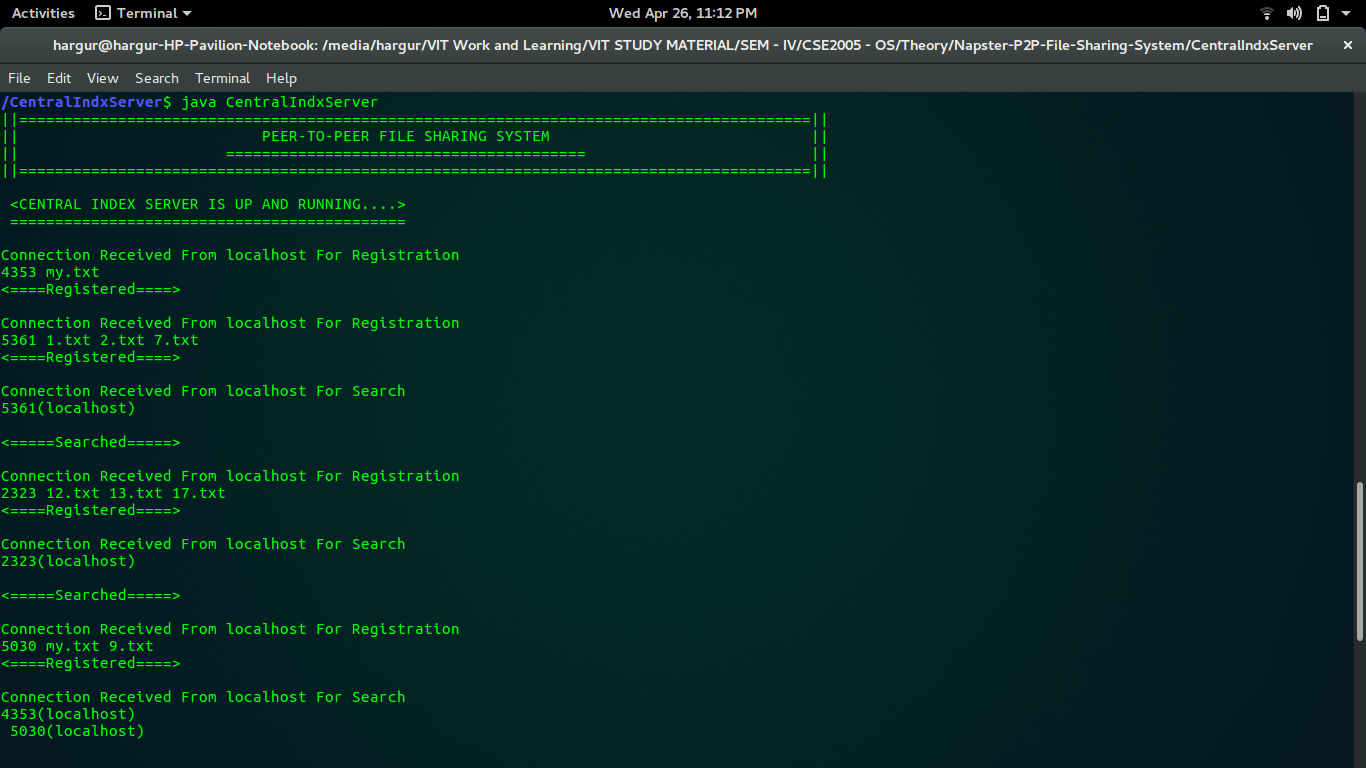 Activities Terminal Wed Apr 26, 11:12 PM
hargur@hargur-HP-Pavilion-Notebook: /media/hargur/VIT Work and Learning/VIT STUDY MATERIAL/SEM - IV/CSE2005 - OS/Theory/Napster-P2P-File-Sharing-System/CentralIndxServer
File Edit View Search Terminal Help
/CentralIndxServer$ java CentralIndxServer
||========================================================================================||
||                           PEER-TO-PEER FILE SHARING SYSTEM                             ||
||                       ========================================                         ||
||========================================================================================||
<CENTRAL INDEX SERVER IS UP AND RUNNING....>
============================================
Connection Received From localhost For Registration
4353 my.txt
<====Registered====>
Connection Received From localhost For Registration
5361 1.txt 2.txt 7.txt
<====Registered====>
Connection Received From localhost For Search
5361(localhost)
<=====Searched=====>
Connection Received From localhost For Registration
2323 12.txt 13.txt 17.txt
<====Registered====>
Connection Received From localhost For Search
2323(localhost)
<=====Searched=====>
Connection Received From localhost For Registration
5030 my.txt 9.txt
<====Registered====>
Connection Received From localhost For Search
4353(localhost)
5030(localhost)